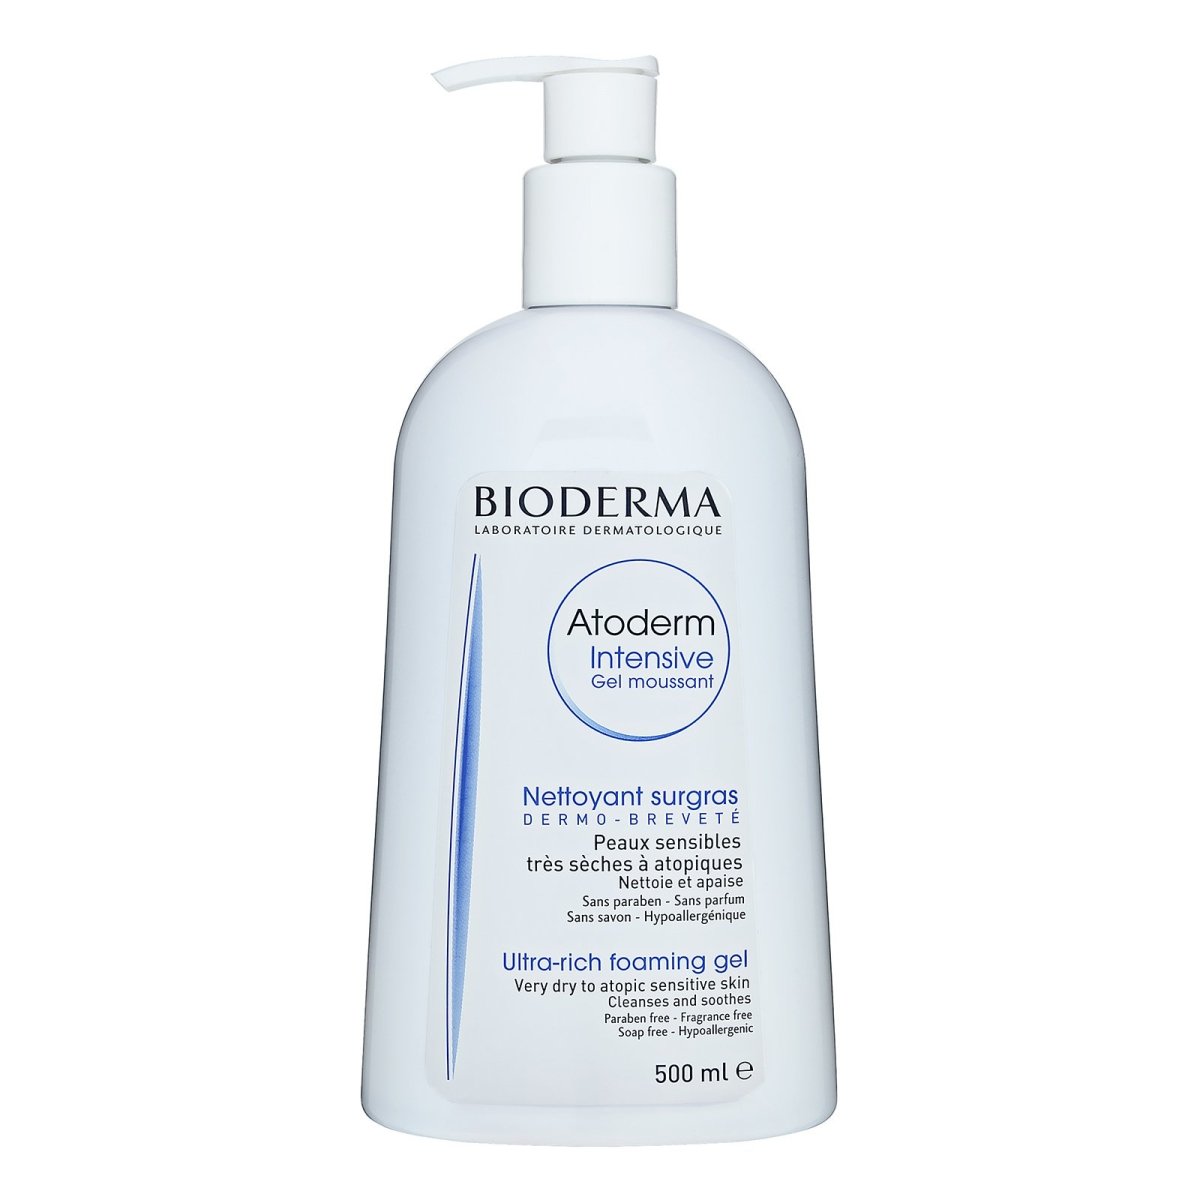 BIODERMA
LABORATOIRE DERMATOLOGIQUE
Atoderm
Intensive
Gel moussant
Nettoyant surgras
DERMO-BREVETÉ
Peaux sensibles
très sèches à atopiques
Nettoie et apaise
Sans paraben - Sans parfum
Sans savon - Hypoallergénique
Ultra-rich foaming gel
Very dry to atopic sensitive skin
Cleanses and soothes
Paraben free - Fragrance free
Soap free - Hypoallergenic
500 ml ℮